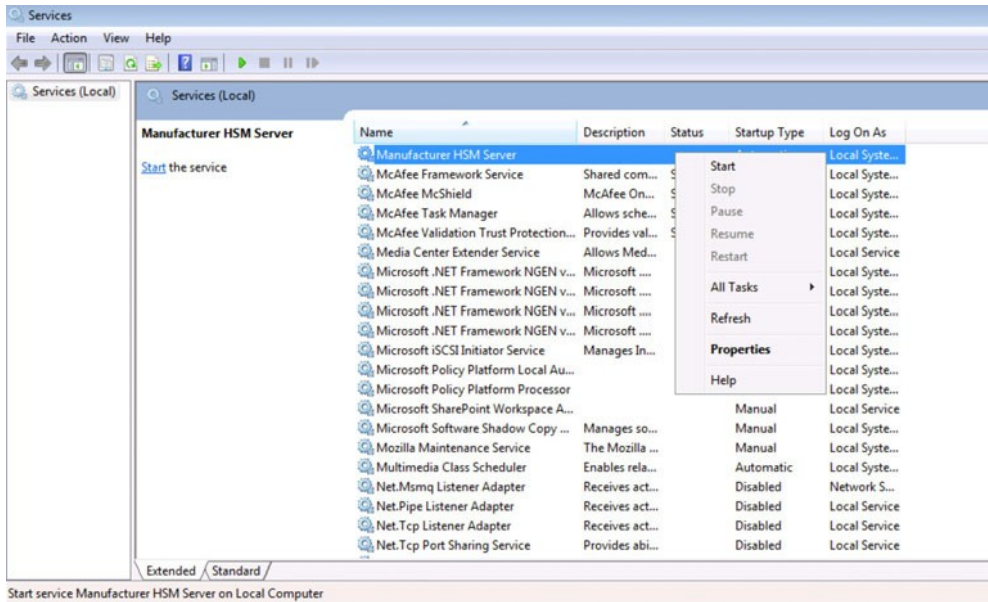 Services
File Action View Help
Services (Local)
Services (Local)
Manufacturer HSM Server
Start the service
Name Description Status Startup Type Log On As
Manufacturer HSM Server Local Syste...
McAfee Framework Service Shared com... S Local Syste...
McAfee McShield McAfee On... S Local Syste...
McAfee Task Manager Allows sche... S Local Syste...
McAfee Validation Trust Protection... Provides val... S Local Syste...
Media Center Extender Service Allows Med... Local Service
Microsoft .NET Framework NGEN v... Microsoft .... Local Syste...
Microsoft .NET Framework NGEN v... Microsoft .... Local Syste...
Microsoft .NET Framework NGEN v... Microsoft .... Local Syste...
Microsoft .NET Framework NGEN v... Microsoft .... Local Syste...
Microsoft iSCSI Initiator Service Manages In... Local Syste...
Microsoft Policy Platform Local Au... Local Syste...
Microsoft Policy Platform Processor Local Syste...
Microsoft SharePoint Workspace A... Manual Local Service
Microsoft Software Shadow Copy ... Manages so... Manual Local Syste...
Mozilla Maintenance Service The Mozilla ... Manual Local Syste...
Multimedia Class Scheduler Enables rela... Automatic Local Syste...
Net.Msmq Listener Adapter Receives act... Disabled Network S...
Net.Pipe Listener Adapter Receives act... Disabled Local Service
Net.Tcp Listener Adapter Receives act... Disabled Local Service
Net.Tcp Port Sharing Service Provides abi... Disabled Local Service
Start
Stop
Pause
Resume
Restart
All Tasks
Refresh
Properties
Help
Extended Standard
Start service Manufacturer HSM Server on Local Computer